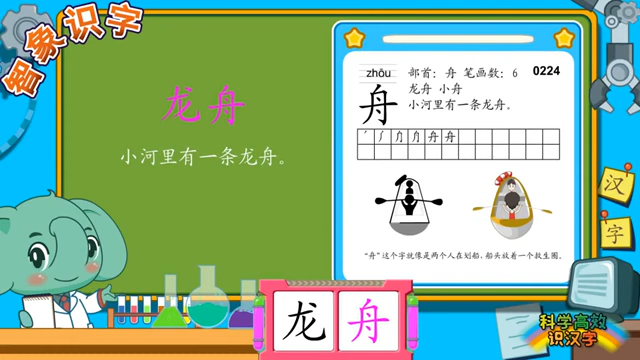 智象识字
龙舟
小河里有一条龙舟。
zhōu
部首：舟 笔画数：6 0224
龙舟 小舟
小河里有一条龙舟。
舟
“舟”这个字就像是两个人在划船，船头放着一个救生圈。
汉
字
龙舟
科学高效
识汉字